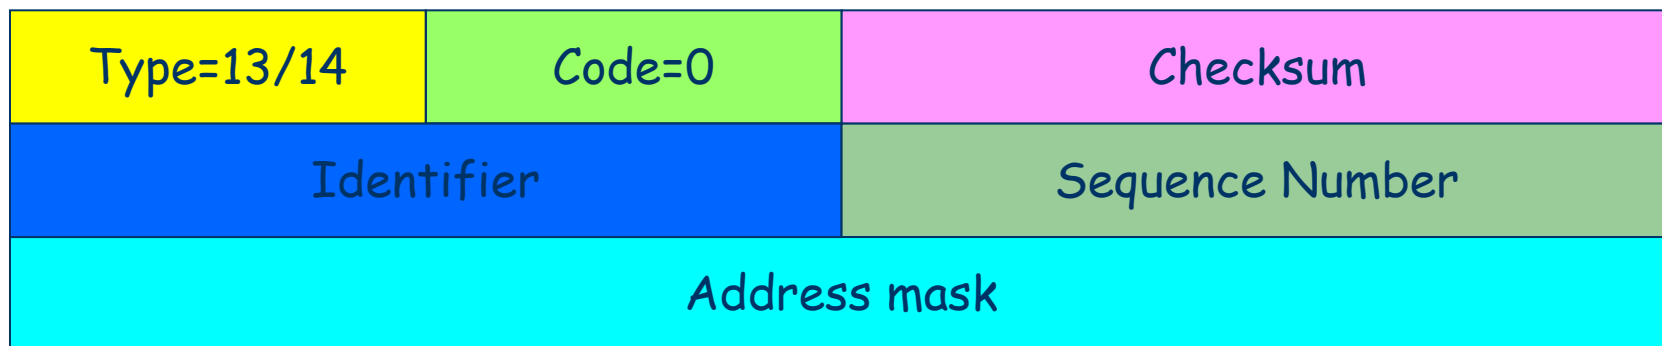 Type=13/14 Code=0 Checksum
Identifier Sequence Number
Address mask